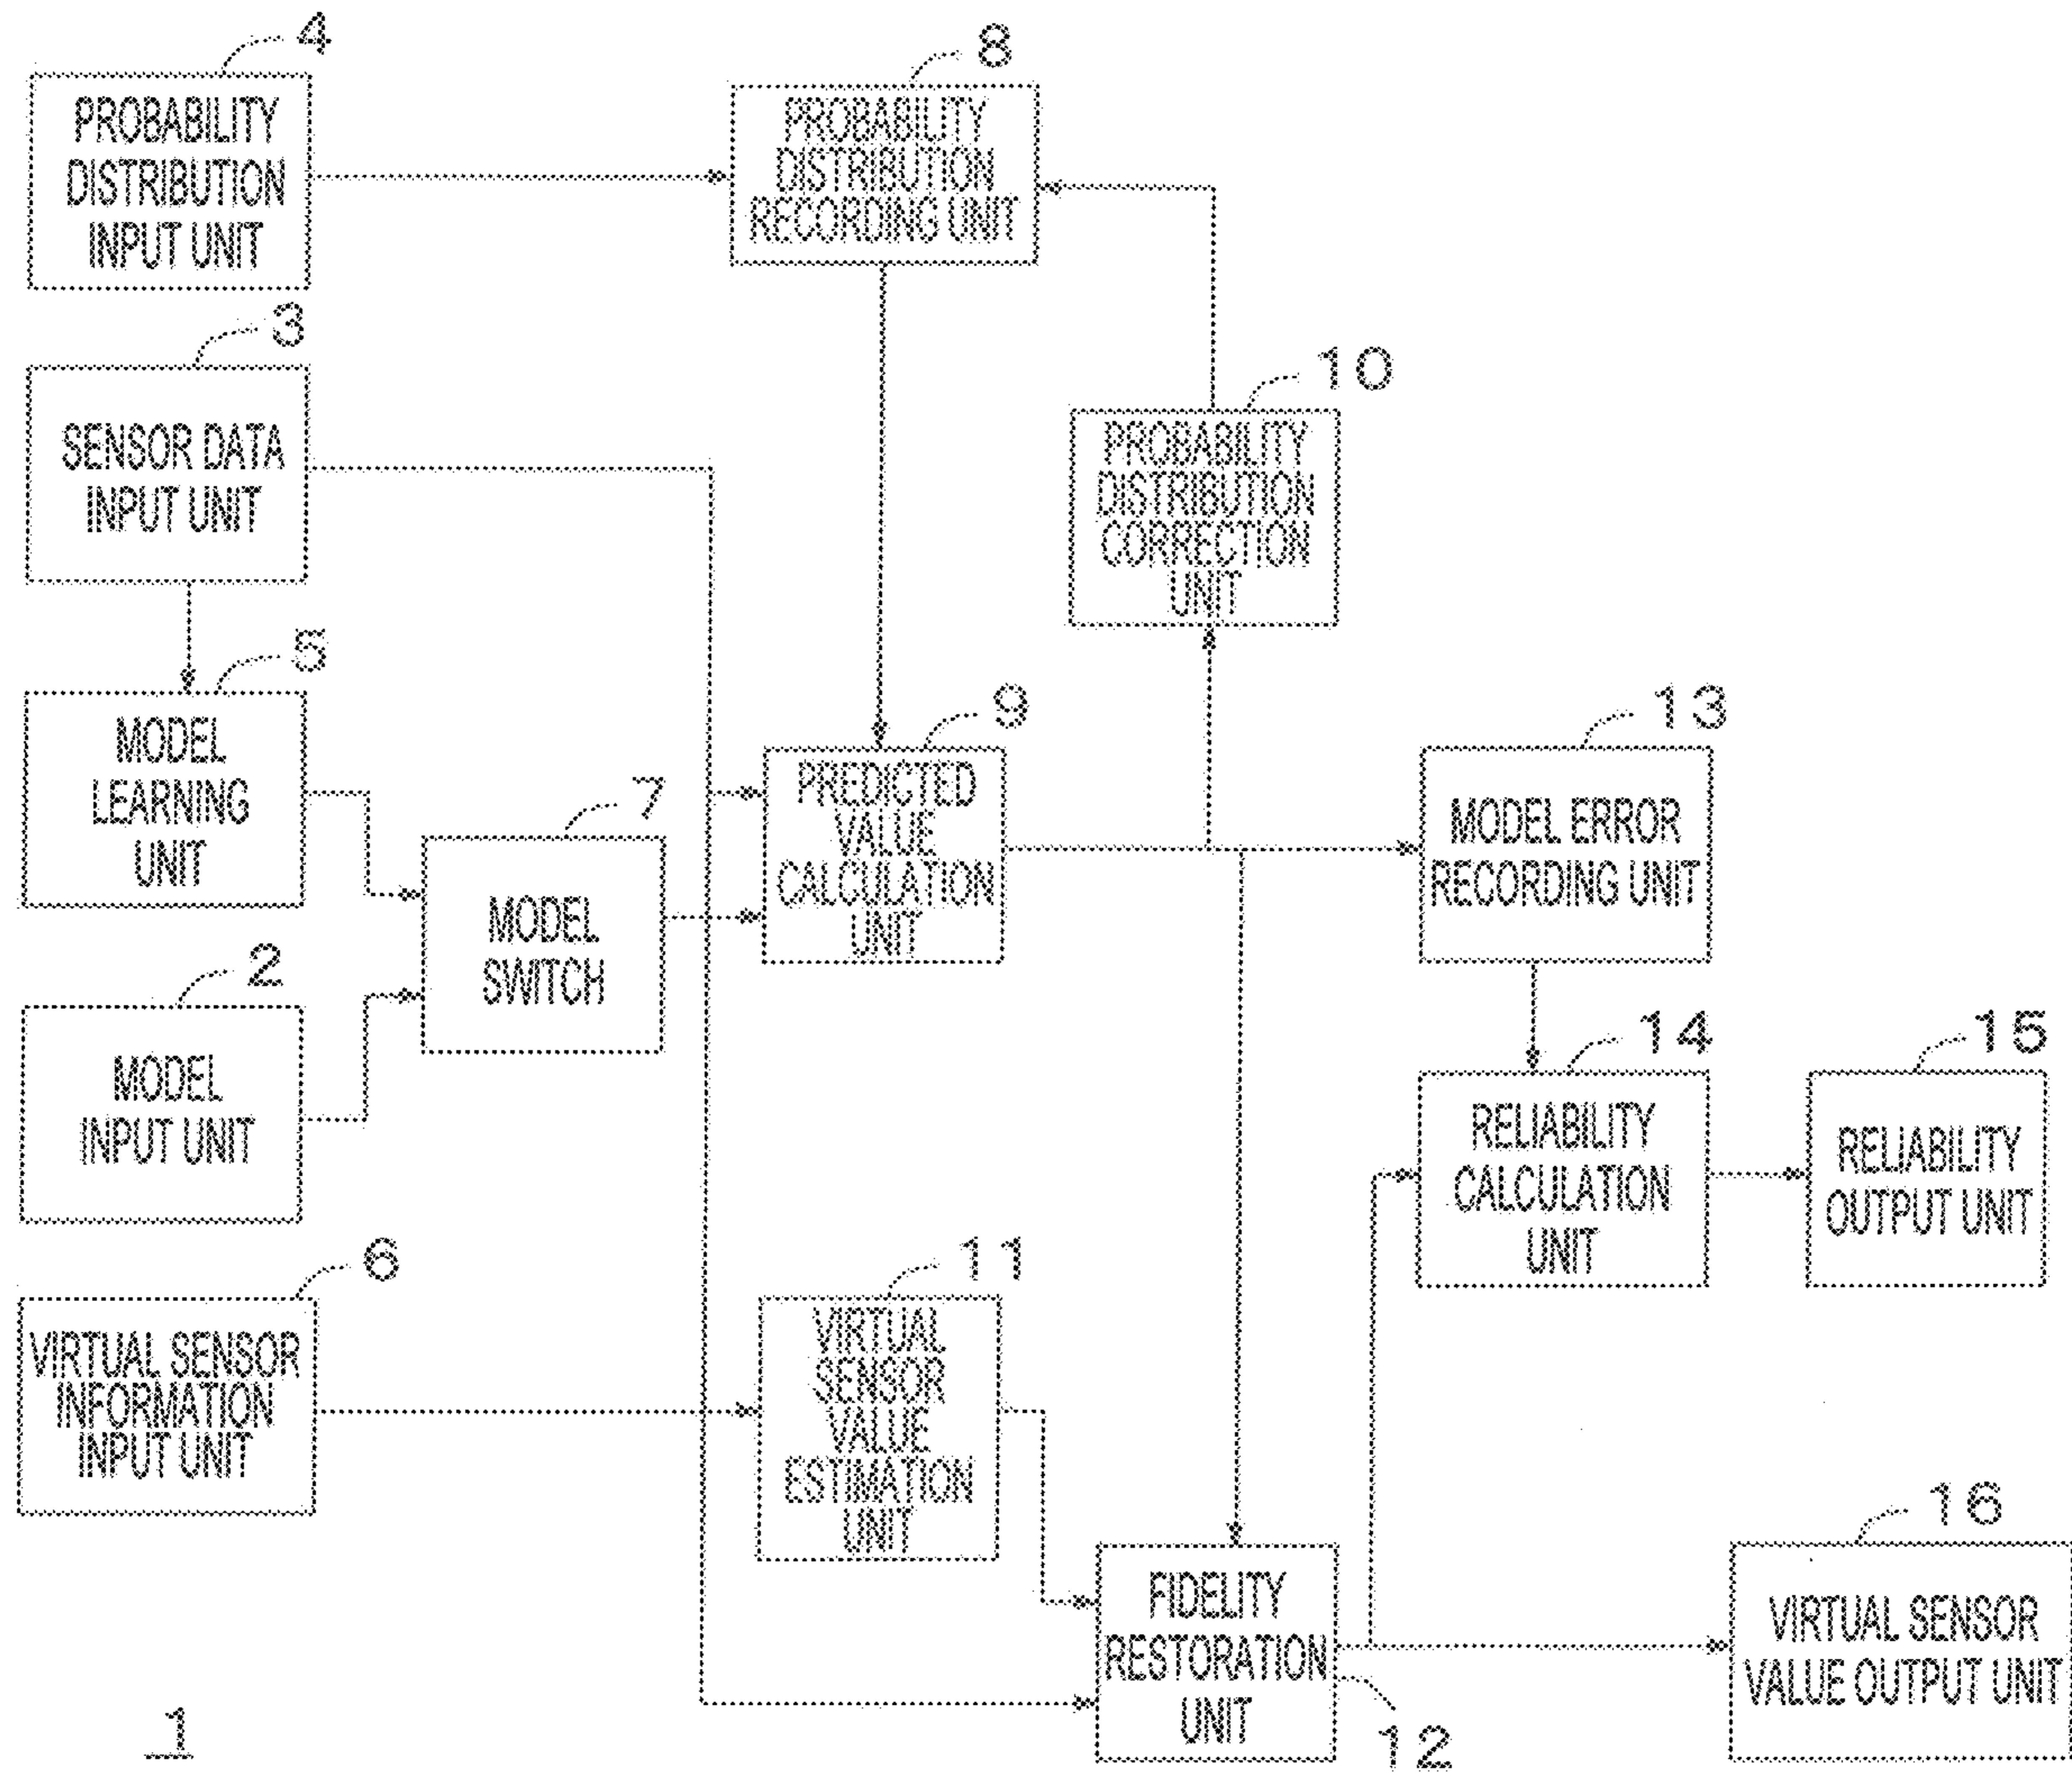 4
PROBABILITY
DISTRIBUTION
INPUT UNIT
8
PROBABILITY
DISTRIBUTION
RECORDING UNIT
3
SENSOR DATA
INPUT UNIT
10
PROBABILITY
DISTRIBUTION
CORRECTION
UNIT
5
MODEL
LEARNING
UNIT
7
MODEL
SWITCH
9
PREDICTED
VALUE
CALCULATION
UNIT
13
MODEL ERROR
RECORDING UNIT
2
MODEL
INPUT UNIT
14
RELIABILITY
CALCULATION
UNIT
15
RELIABILITY
OUTPUT UNIT
6
VIRTUAL SENSOR
INFORMATION
INPUT UNIT
11
VIRTUAL
SENSOR
VALUE
ESTIMATION
UNIT
FIDELITY
RESTORATION
UNIT
12
16
VIRTUAL SENSOR
VALUE OUTPUT UNIT
1